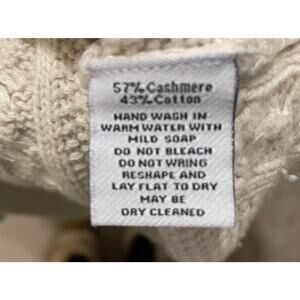 57% Cashmere
43% Cotton
HAND WASH IN
WARM WATER WITH
MILD SOAP
DO NOT BLEACH
DO NOT WRING
RESHAPE AND
LAY FLAT TO DRY
MAY BE
DRY CLEANED